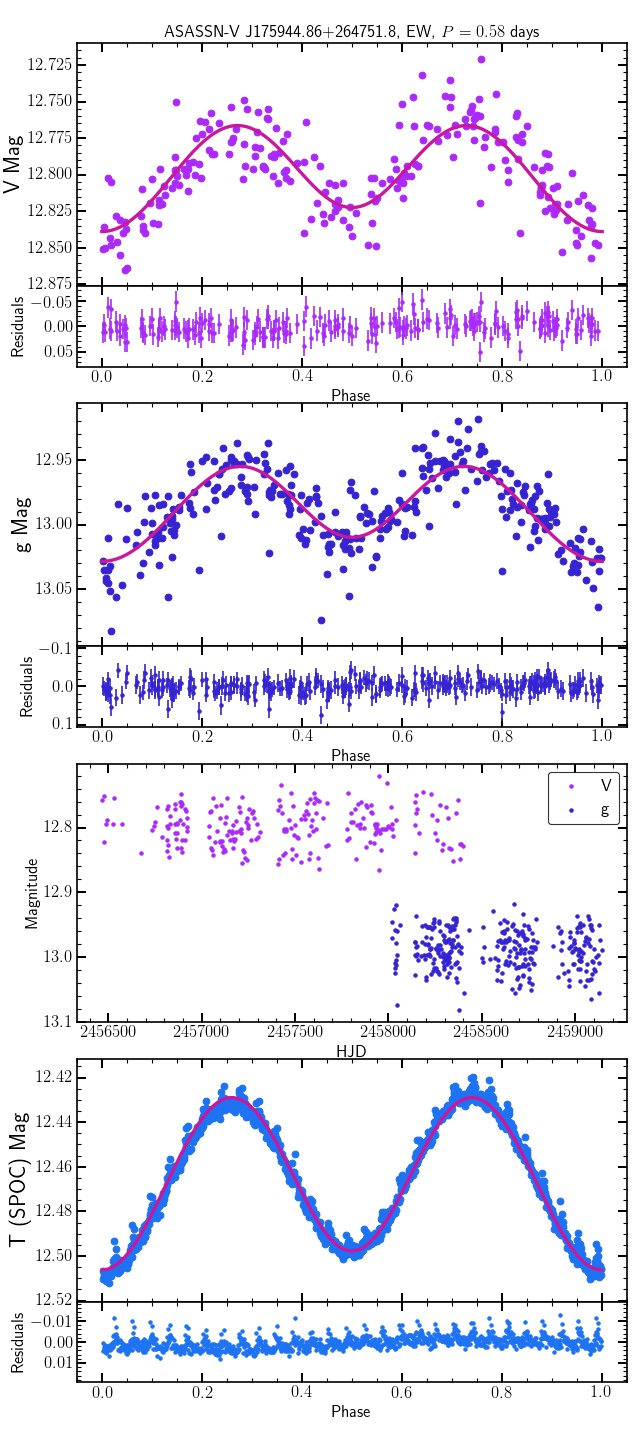 ASASSN-V J175944.86+264751.8, EW, P = 0.58 days
12.725
12.750
12.775
12.800
12.825
12.850
12.875
V Mag
−0.05
0.00
0.05
Residuals
0.0 0.2 0.4 0.6 0.8 1.0
Phase
12.95
13.00
13.05
g Mag
−0.1
0.0
0.1
Residuals
0.0 0.2 0.4 0.6 0.8 1.0
Phase
V
g
12.8
12.9
13.0
13.1
Magnitude
2456500 2457000 2457500 2458000 2458500 2459000
HJD
12.42
12.44
12.46
12.48
12.50
12.52
T (SPOC) Mag
−0.01
0.00
0.01
Residuals
0.0 0.2 0.4 0.6 0.8 1.0
Phase